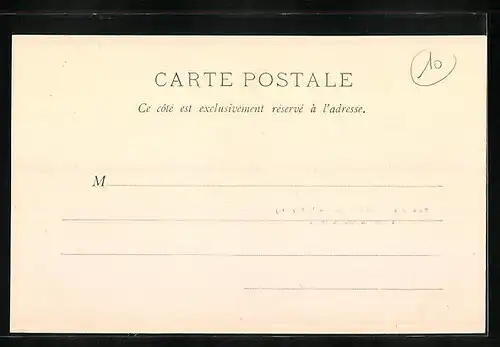 10
CARTE POSTALE
Ce côté est exclusivement réservé à l'adresse.
M